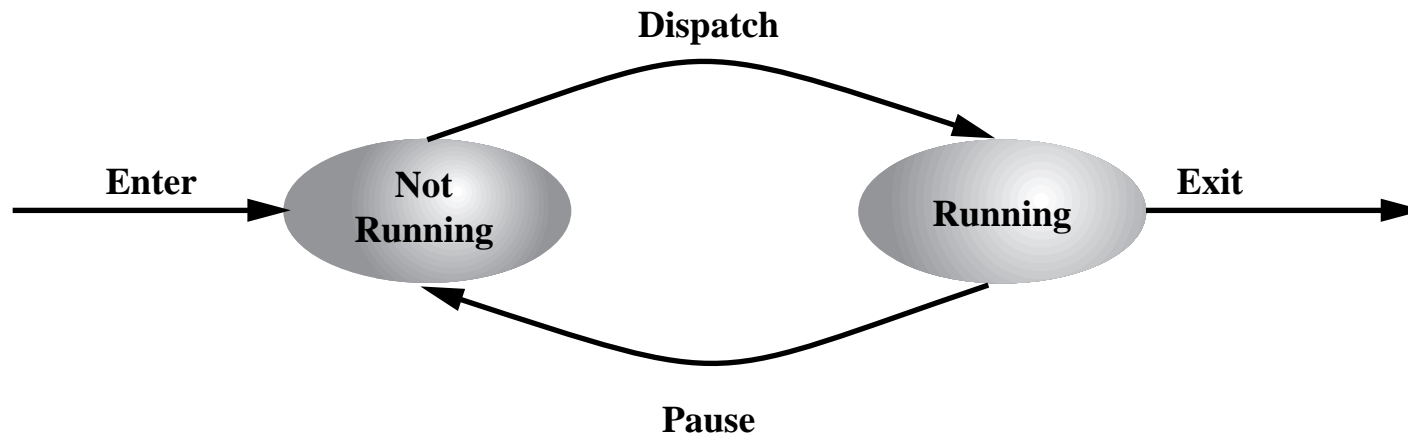 Dispatch
Enter
Not
Running
Running
Exit
Pause